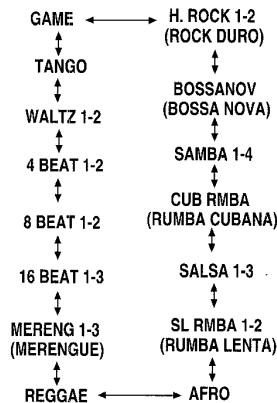 GAME
TANGO
WALTZ 1-2
4 BEAT 1-2
8 BEAT 1-2
16 BEAT 1-3
MERENG 1-3
(MERENGUE)
REGGAE
H. ROCK 1-2
(ROCK DURO)
BOSSANOV
(BOSSA NOVA)
SAMBA 1-4
CUB RMBA
(RUMBA CUBANA)
SALSA 1-3
SL RMBA 1-2
(RUMBA LENTA)
AFRO